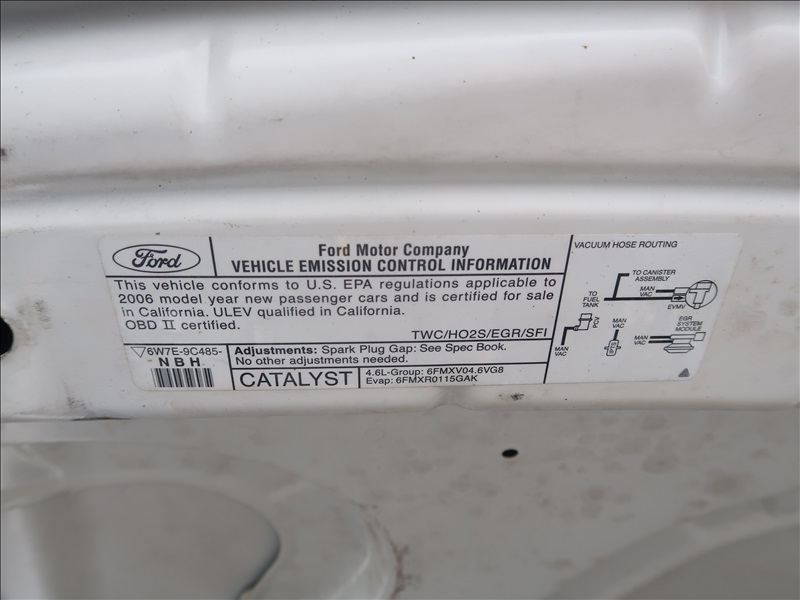 Ford
Ford Motor Company
VEHICLE EMISSION CONTROL INFORMATION
This vehicle conforms to U.S. EPA regulations applicable to
2006 model year new passenger cars and is certified for sale
in California. ULEV qualified in California.
OBD II certified.
TWC/HO2S/EGR/SFI
6W7E-9C485-
NBH
Adjustments: Spark Plug Gap: See Spec Book.
No other adjustments needed.
CATALYST
4.6L-Group: 6FMXV04.6VG8
Evap: 6FMXR0115GAK
VACUUM HOSE ROUTING
TO CANISTER
ASSEMBLY
TO
FUEL
TANK
MAN
VAC
EVMV
PCV
MAN
VAC
MAN
VAC
EGR
SYSTEM
MODULE
MAN
VAC